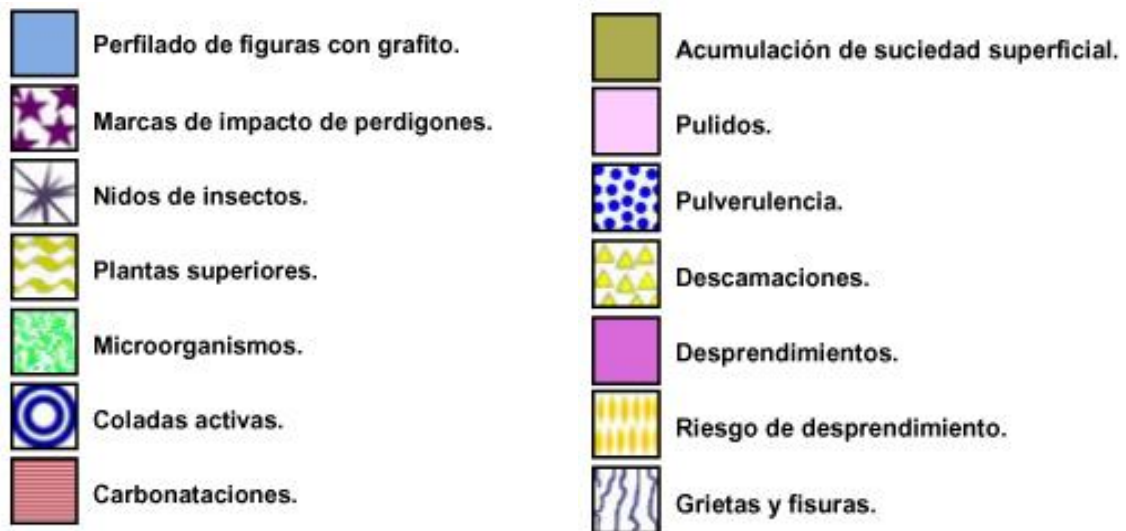 Perfilado de figuras con grafito.
Marcas de impacto de perdigones.
Nidos de insectos.
Plantas superiores.
Microorganismos.
Coladas activas.
Carbonataciones.
Acumulación de suciedad superficial.
Pulidos.
Pulverulencia.
Descamaciones.
Desprendimientos.
Riesgo de desprendimiento.
Grietas y fisuras.